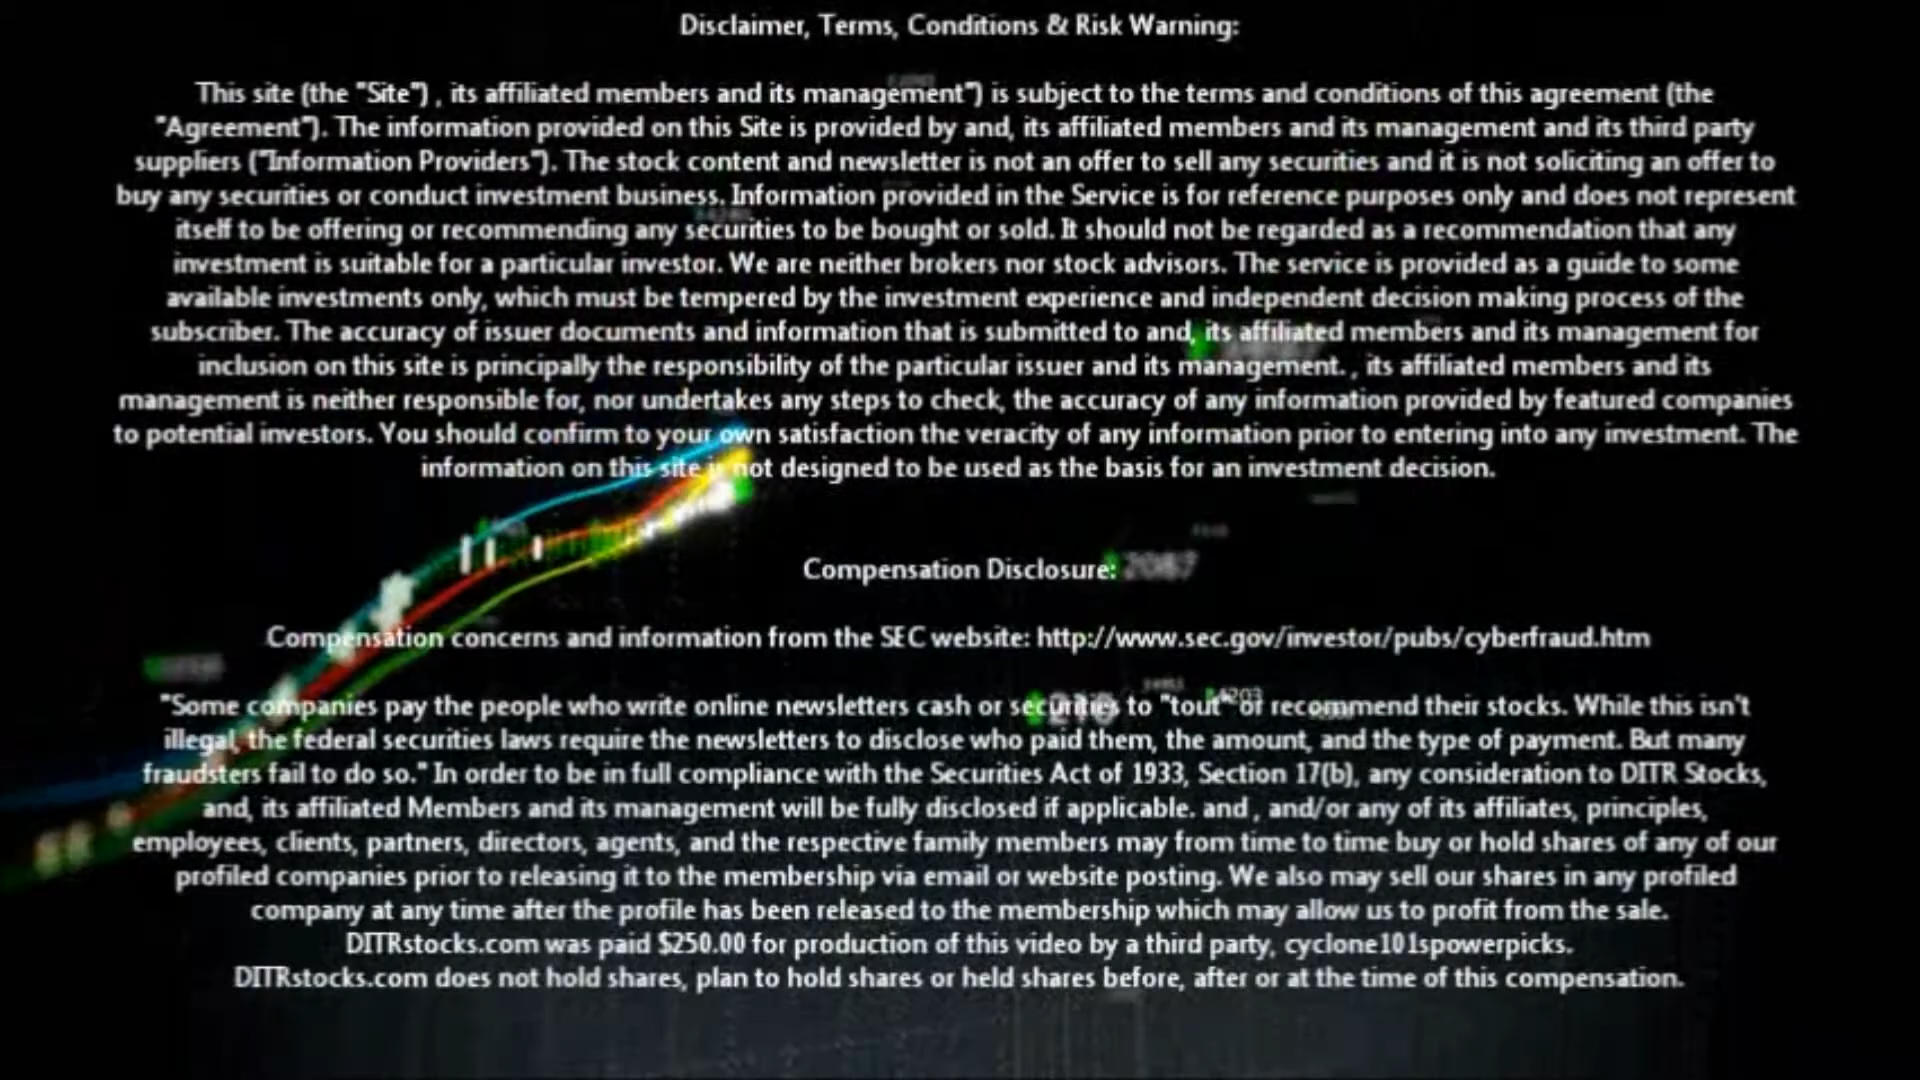 Disclaimer, Terms, Conditions & Risk Warning:
This site (the "Site") , its affiliated members and its management") is subject to the terms and conditions of this agreement (the
"Agreement"). The information provided on this Site is provided by and, its affiliated members and its management and its third party
suppliers ("Information Providers"). The stock content and newsletter is not an offer to sell any securities and it is not soliciting an offer to
buy any securities or conduct investment business. Information provided in the Service is for reference purposes only and does not represent
itself to be offering or recommending any securities to be bought or sold. It should not be regarded as a recommendation that any
investment is suitable for a particular investor. We are neither brokers nor stock advisors. The service is provided as a guide to some
available investments only, which must be tempered by the investment experience and independent decision making process of the
subscriber. The accuracy of issuer documents and information that is submitted to and, its affiliated members and its management for
inclusion on this site is principally the responsibility of the particular issuer and its management. , its affiliated members and its
management is neither responsible for, nor undertakes any steps to check, the accuracy of any information provided by featured companies
to potential investors. You should confirm to your own satisfaction the veracity of any information prior to entering into any investment. The
information on this site is not designed to be used as the basis for an investment decision.
Compensation Disclosure: 2087
Compensation concerns and information from the SEC website: http://www.sec.gov/investor/pubs/cyberfraud.htm
"Some companies pay the people who write online newsletters cash or securities to "tout" or recommend their stocks. While this isn't
illegal, the federal securities laws require the newsletters to disclose who paid them, the amount, and the type of payment. But many
fraudsters fail to do so." In order to be in full compliance with the Securities Act of 1933, Section 17(b), any consideration to DITR Stocks,
and, its affiliated Members and its management will be fully disclosed if applicable. and , and/or any of its affiliates, principles,
employees, clients, partners, directors, agents, and the respective family members may from time to time buy or hold shares of any of our
profiled companies prior to releasing it to the membership via email or website posting. We also may sell our shares in any profiled
company at any time after the profile has been released to the membership which may allow us to profit from the sale.
DITRstocks.com was paid $250.00 for production of this video by a third party, cyclone101spowerpicks.
DITRstocks.com does not hold shares, plan to hold shares or held shares before, after or at the time of this compensation.